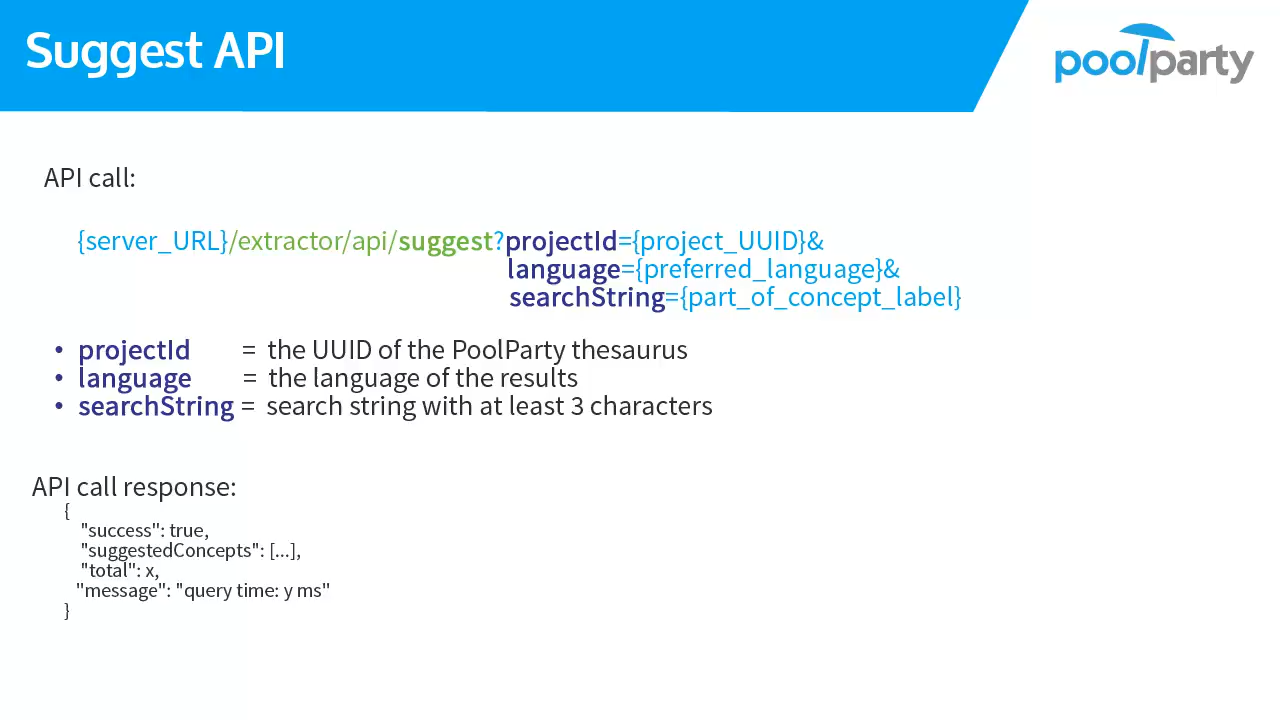 Suggest API
poolparty
API call:
{server_URL}/extractor/api/suggest?projectId={project_UUID}&
language={preferred_language}&
searchString={part_of_concept_label}
• projectId = the UUID of the PoolParty thesaurus
• language = the language of the results
• searchString = search string with at least 3 characters
API call response:
{
"success": true,
"suggestedConcepts": [...],
"total": x,
"message": "query time: y ms"
}